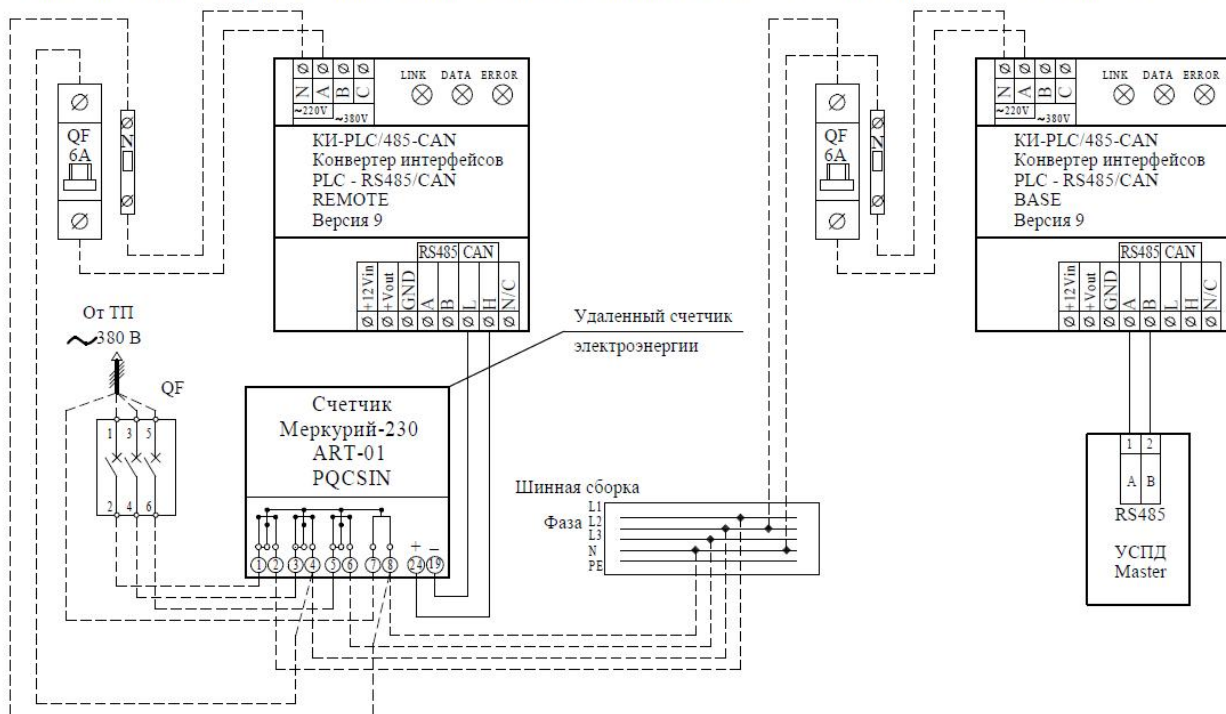 QF
6A
N
N A B C
~220V
~380V
LINK DATA ERROR
КИ-PLC/485-CAN
Конвертер интерфейсов
PLC - RS485/CAN
REMOTE
Версия 9
RS485 CAN
+12Vin +Vout GND A B L H N/C
QF
6A
N
N A B C
~220V
~380V
LINK DATA ERROR
КИ-PLC/485-CAN
Конвертер интерфейсов
PLC - RS485/CAN
BASE
Версия 9
RS485 CAN
+12Vin +Vout GND A B L H N/C
От ТП
~380 В
QF
1 3 5
2 4 6
Удаленный счетчик
электроэнергии
Счетчик
Меркурий-230
ART-01
PQCSIN
+ –
1 2 3 4 5 6 7 8 24 19
Шинная сборка
Фаза
L1
L2
L3
N
PE
1 2
A B
RS485
УСПД
Master